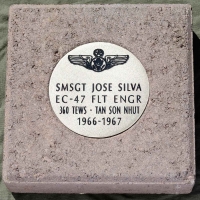 SMSGT JOSE SILVA
EC-47 FLT ENGR
360 TEWS - TAN SON NHUT
1966-1967